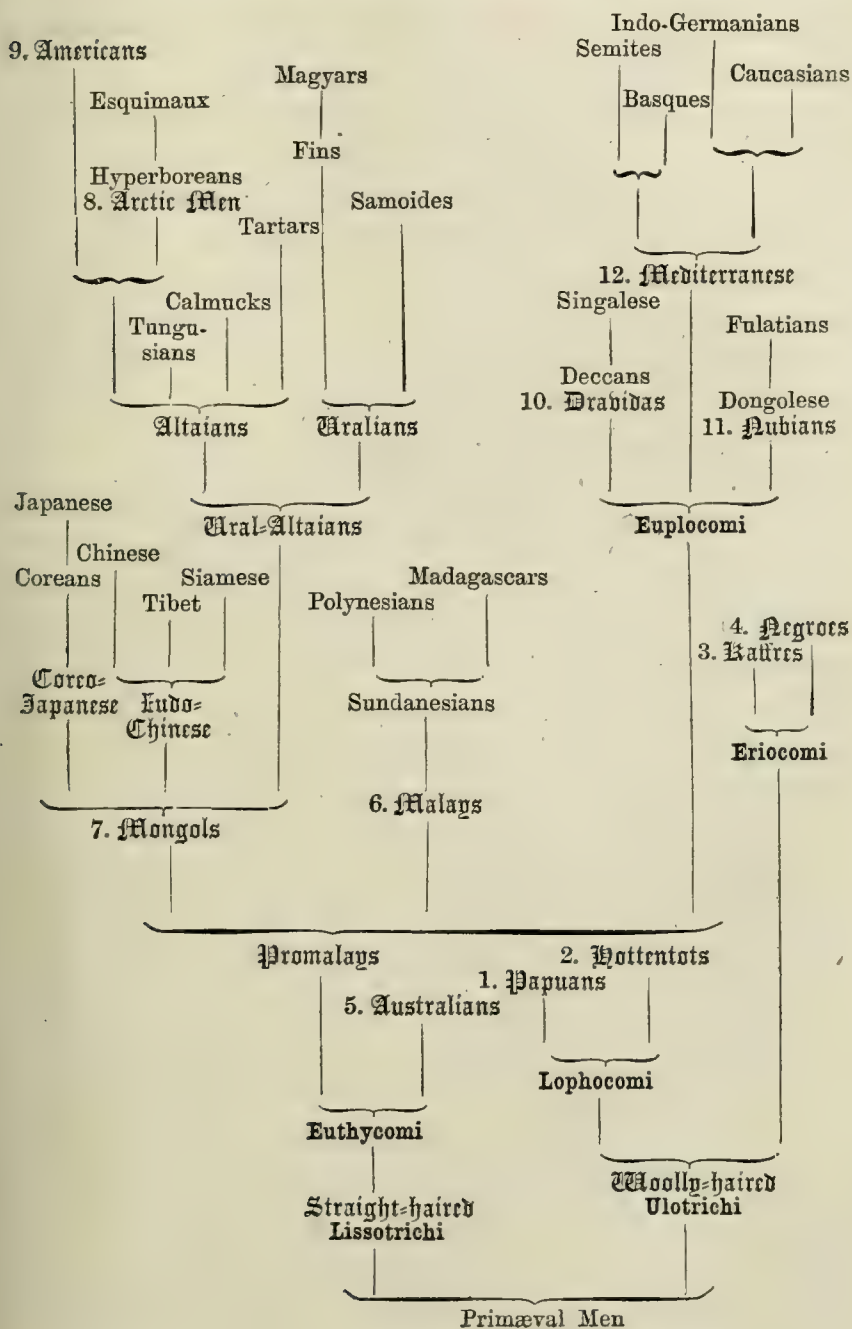 Indo-Germanians
9. Americans
Semites
Magyars
Caucasians
Esquimaux
Basques
Fins
Hyperboreans
8. Arctic Men
Samoides
Tartars
12. Mediterranese
Calmucks
Singalese
Tungu-
sians
Fulatians
Deccans
Dongolese
10. Dravidas
11. Nubians
Altaians
Uralians
Japanese
Ural-Altaians
Euplocomi
Chinese
Coreans
Siamese
Madagascars
Tibet
Polynesians
4. Negroes
3. Kaffres
Coreo-
Japanese
Indo-
Chinese
Sundanesians
Eriocomi
6. Malays
7. Mongols
Promalays
2. Hottentots
1. Papuans
5. Australians
Lophocomi
Euthycomi
Woolly-haired
Ulotrichi
Straight-haired
Lissotrichi
Primæval Men